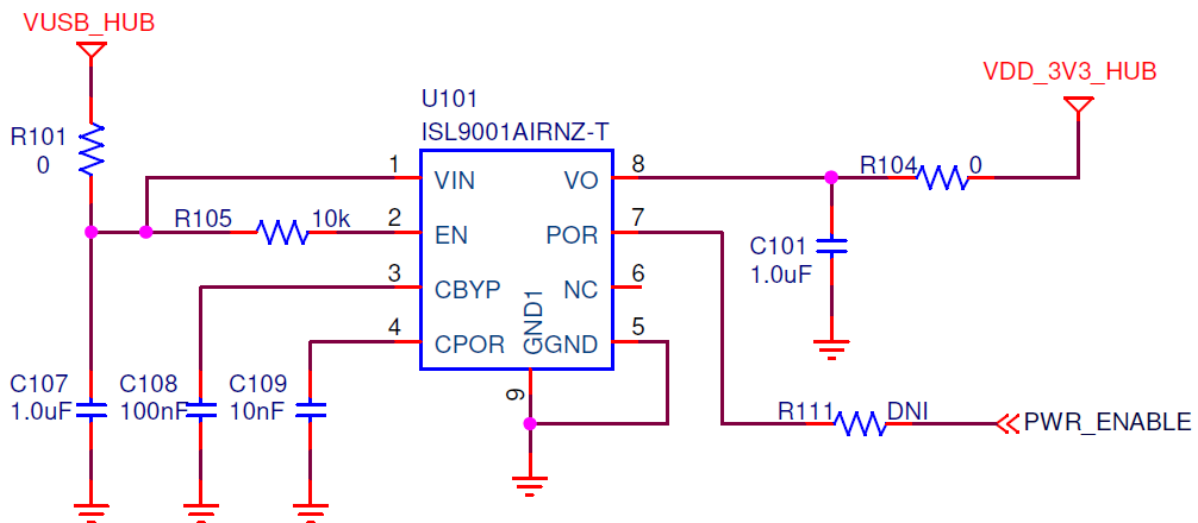 VUSB_HUB
VDD_3V3_HUB
U101
ISL9001AIRNZ-T
R101
0
1
VIN
VO
8
R104
0
R105
10k
2
EN
POR
7
C101
1.0uF
3
CBYP
NC
6
4
CPOR
GND1
GND
5
9
C107
1.0uF
C108
100nF
C109
10nF
R111
DNI
PWR_ENABLE